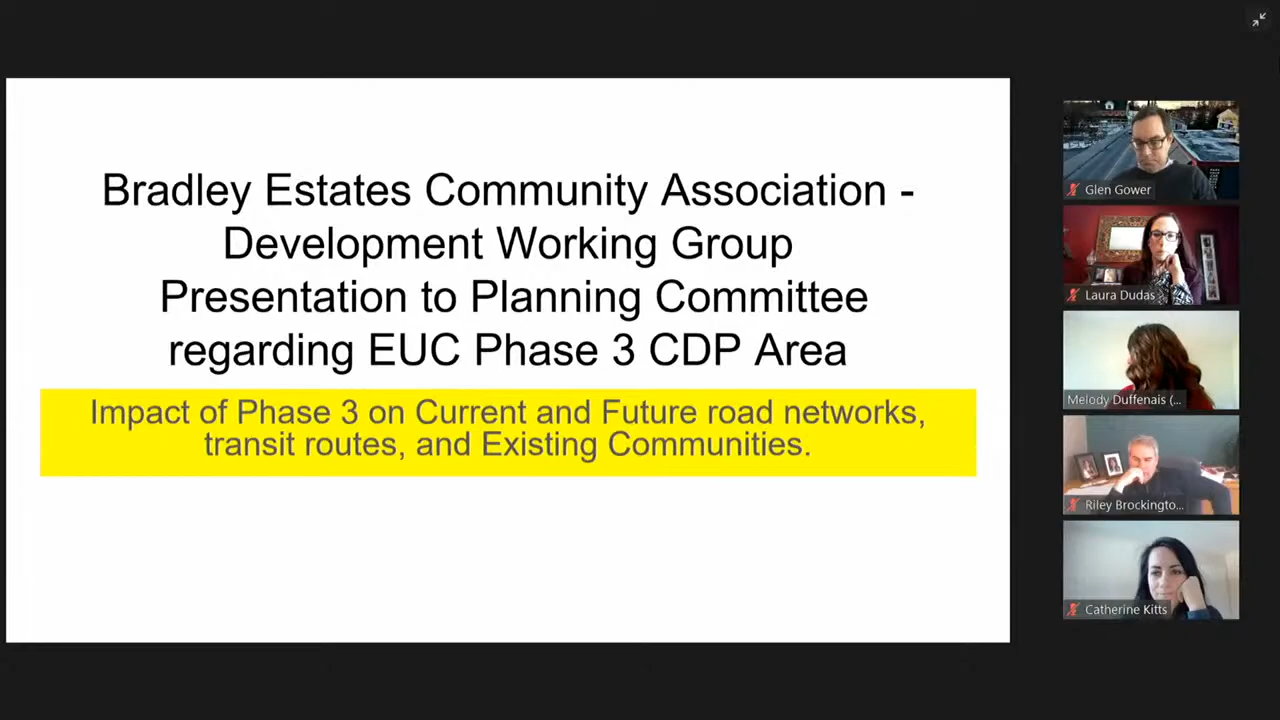 Bradley Estates Community Association -
Development Working Group
Presentation to Planning Committee
regarding EUC Phase 3 CDP Area
Impact of Phase 3 on Current and Future road networks,
transit routes, and Existing Communities.
Glen Gower
Laura Dudas
Melody Duffenais (...
Riley Brockingto...
Catherine Kitts